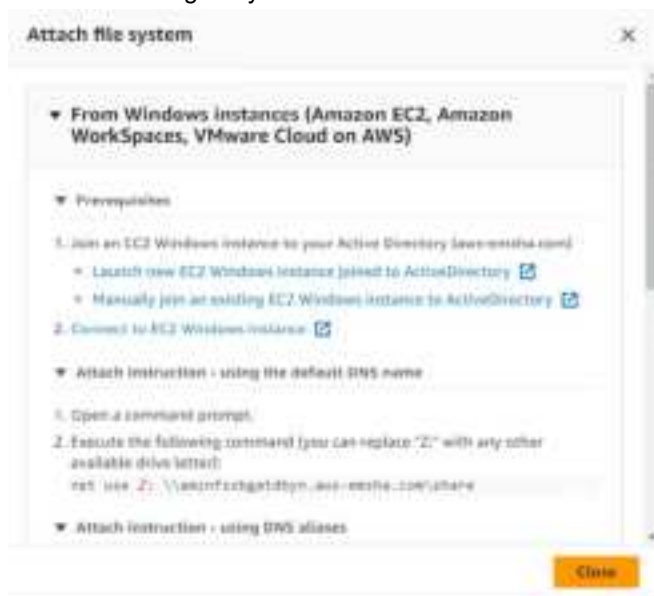 Attach file system
▼ From Windows instances (Amazon EC2, Amazon
WorkSpaces, VMware Cloud on AWS)
▼ Prerequisites
1. Join an EC2 Windows instance to your Active Directory
• Launch new EC2 Windows instance joined to ActiveDirectory
• Manually join an existing EC2 Windows instance to ActiveDirectory
2. Connect to EC2 Windows instance
▼ Attach instruction - using the default DNS name
1. Open a command prompt.
2. Execute the following command (you can replace "Z:" with any other
available drive letter):
net use Z:
▼ Attach instruction - using DNS aliases
Close